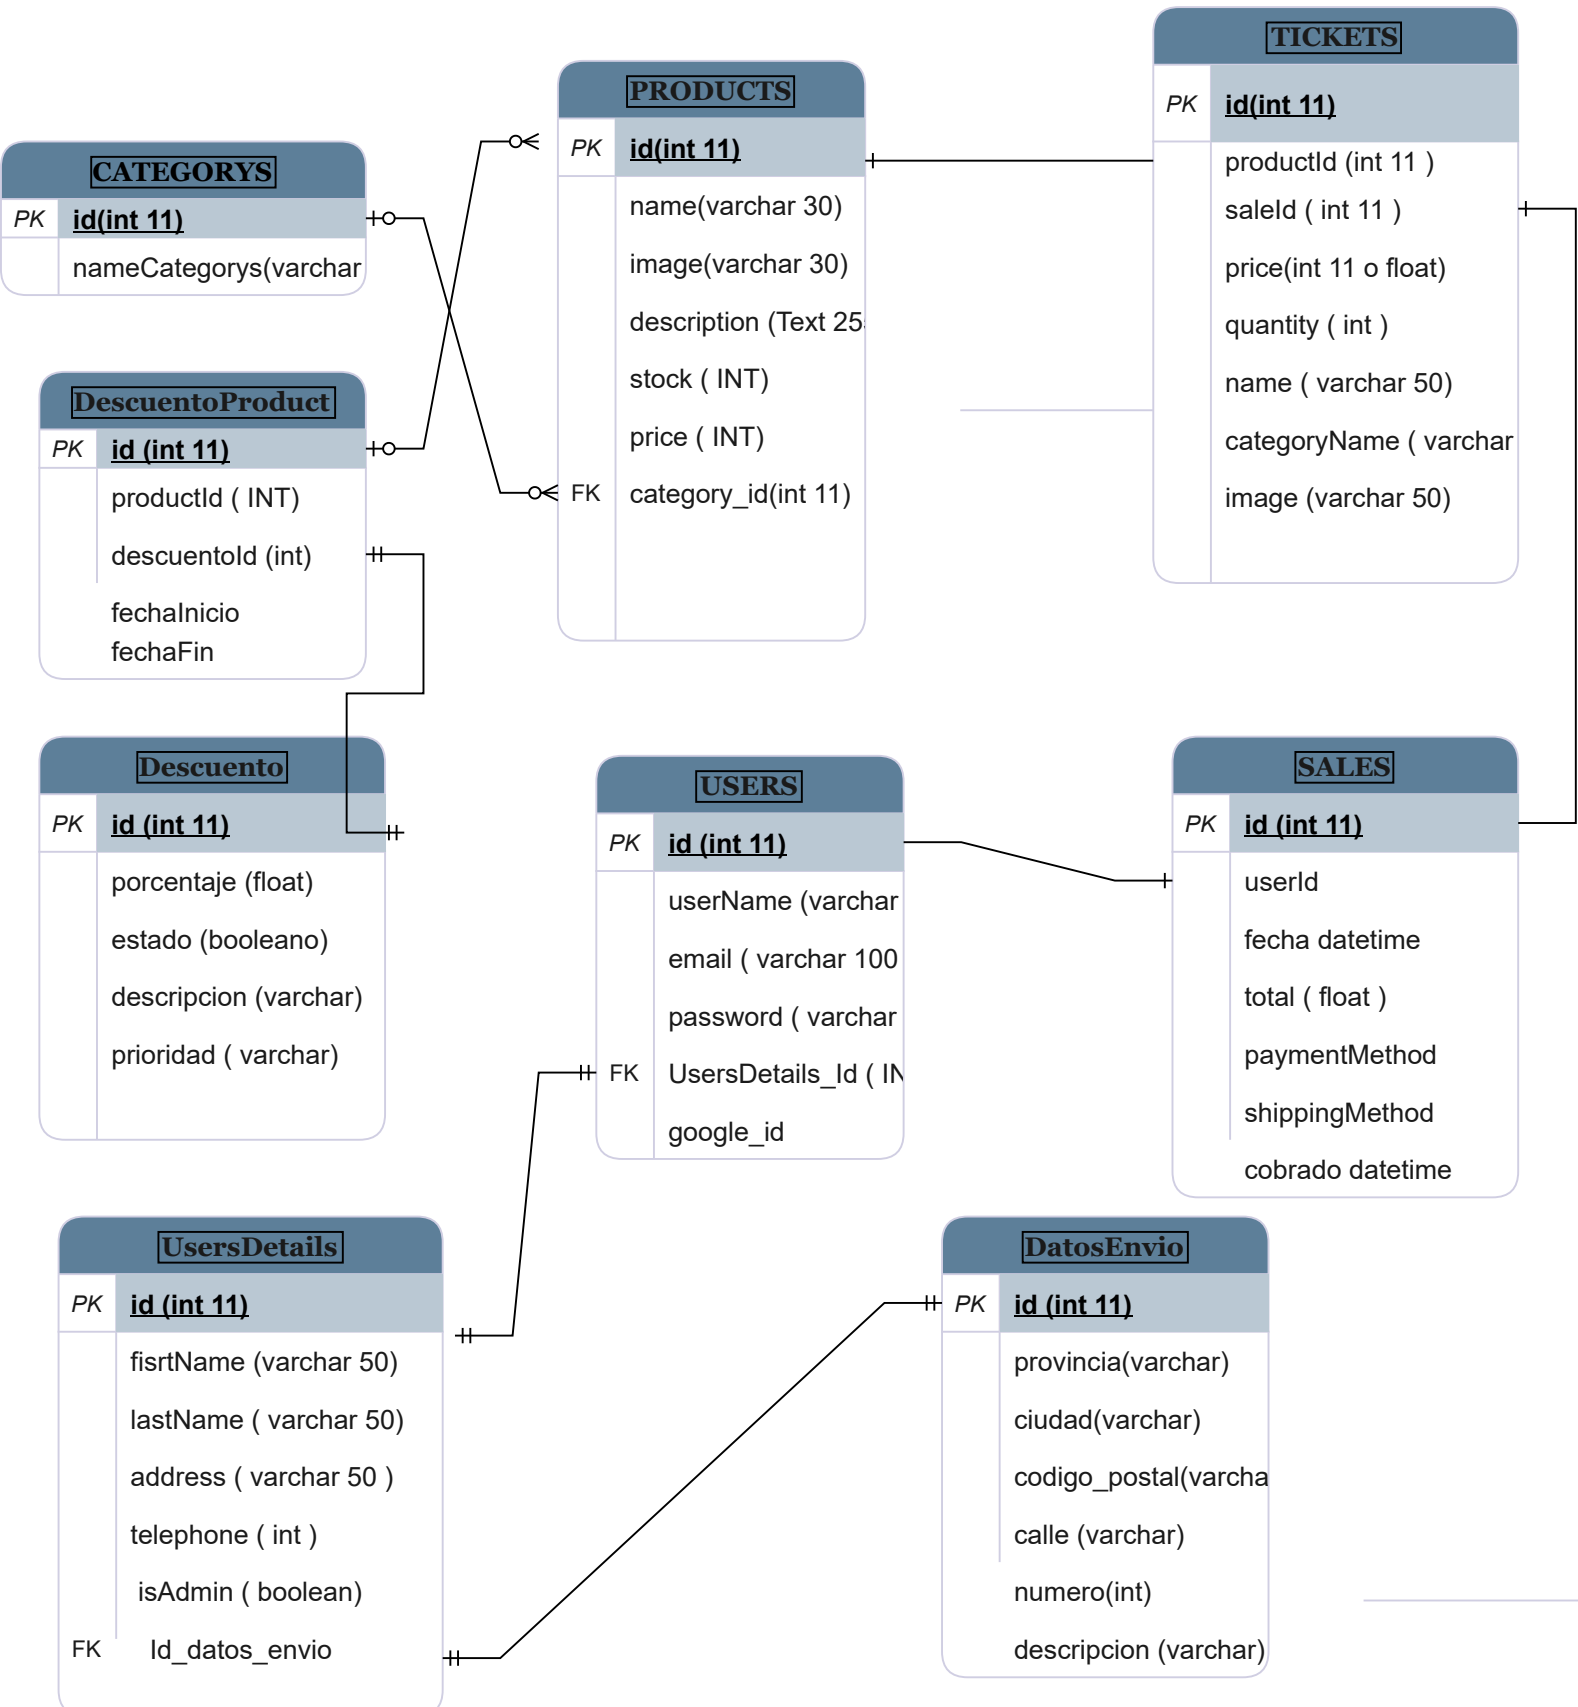 TICKETS
PK id(int 11)
productId (int 11 )
saleId ( int 11 )
price(int 11 o float)
quantity ( int )
name ( varchar 50)
categoryName ( varchar
image (varchar 50)
PRODUCTS
PK id(int 11)
name(varchar 30)
image(varchar 30)
description (Text 25
stock ( INT)
price ( INT)
FK category_id(int 11)
CATEGORYS
PK id(int 11)
nameCategorys(varchar
DescuentoProduct
PK id (int 11)
productId ( INT)
descuentoId (int)
fechaInicio
fechaFin
Descuento
PK id (int 11)
porcentaje (float)
estado (booleano)
descripcion (varchar)
prioridad ( varchar)
USERS
PK id (int 11)
userName (varchar
email ( varchar 100
password ( varchar
FK UsersDetails_Id ( IN
google_id
SALES
PK id (int 11)
userId
fecha datetime
total ( float )
paymentMethod
shippingMethod
cobrado datetime
UsersDetails
PK id (int 11)
fisrtName (varchar 50)
lastName ( varchar 50)
address ( varchar 50 )
telephone ( int )
isAdmin ( boolean)
FK Id_datos_envio
DatosEnvio
PK id (int 11)
provincia(varchar)
ciudad(varchar)
codigo_postal(varcha
calle (varchar)
numero(int)
descripcion (varchar)